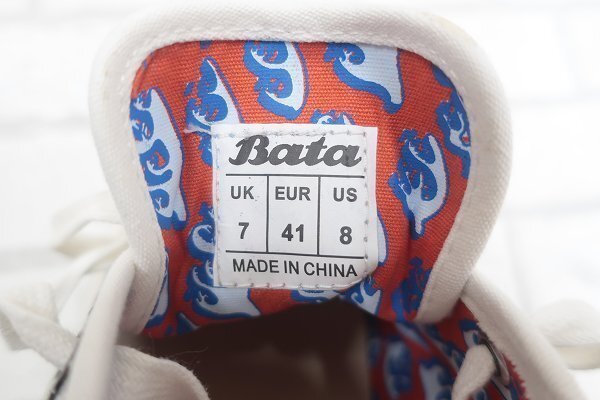 Bata
UK EUR US
7 41 8
MADE IN CHINA